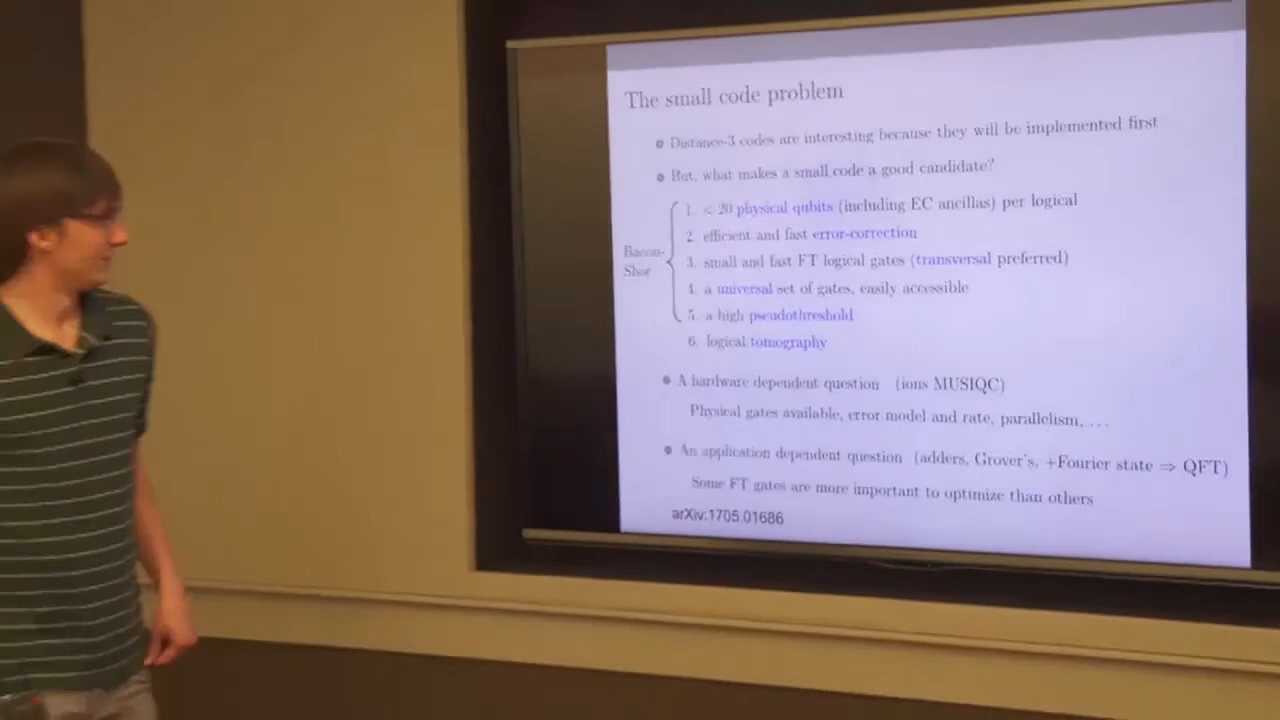 The small code problem
Distance-3 codes are interesting because they will be implemented first
But, what makes a small code a good candidate?
1. < 20 physical qubits (including EC ancillas) per logical
2. efficient and fast error-correction
Bacon-
Shor
3. small and fast FT logical gates (transversal preferred)
4. a universal set of gates, easily accessible
5. a high pseudothreshold
6. logical tomography
A hardware dependent question (ions MUSIQC)
Physical gates available, error model and rate, parallelism, ...
An application dependent question (adders, Grover's, +Fourier state ⇒ QFT)
Some FT gates are more important to optimize than others
arXiv:1705.01686